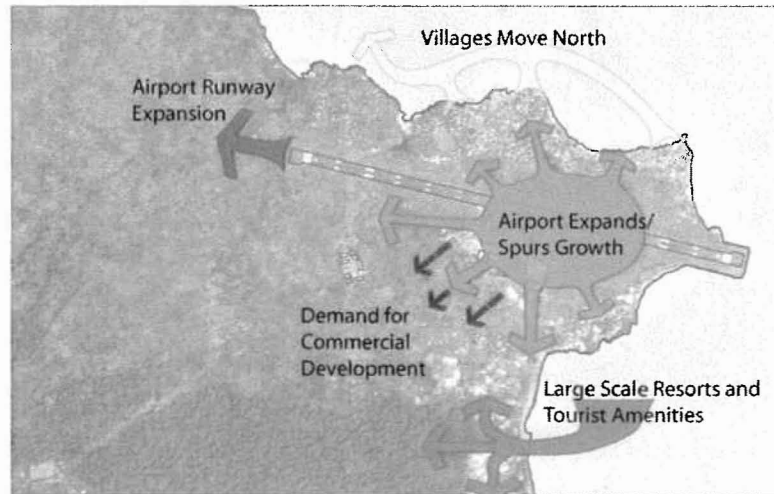 Villages Move North
Airport Runway
Expansion
Airport Expands/
Spurs Growth
Demand for
Commercial
Development
Large Scale Resorts and
Tourist Amenities